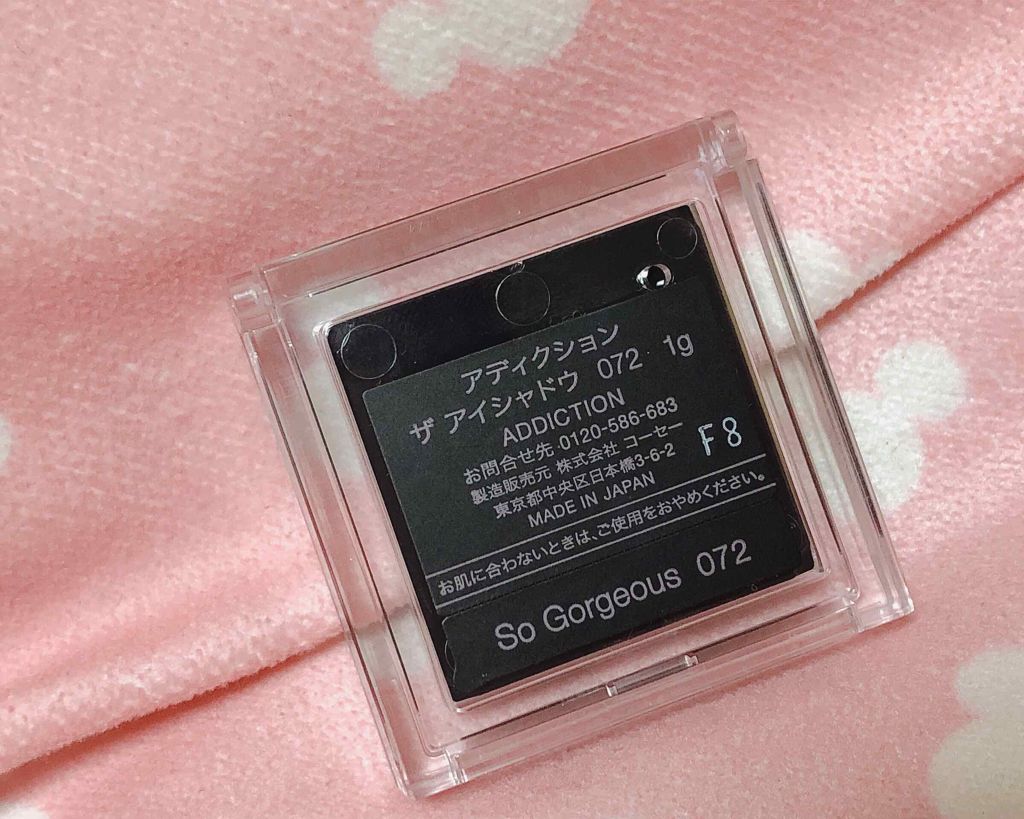 アディクション
ザ アイシャドウ 072 1g
ADDICTION
お問合せ先 0120-586-683
製造販売元 株式会社 コーセー
東京都中央区日本橋3-6-2
MADE IN JAPAN
F8
お肌に合わないときは、ご使用をおやめください。
So Gorgeous 072